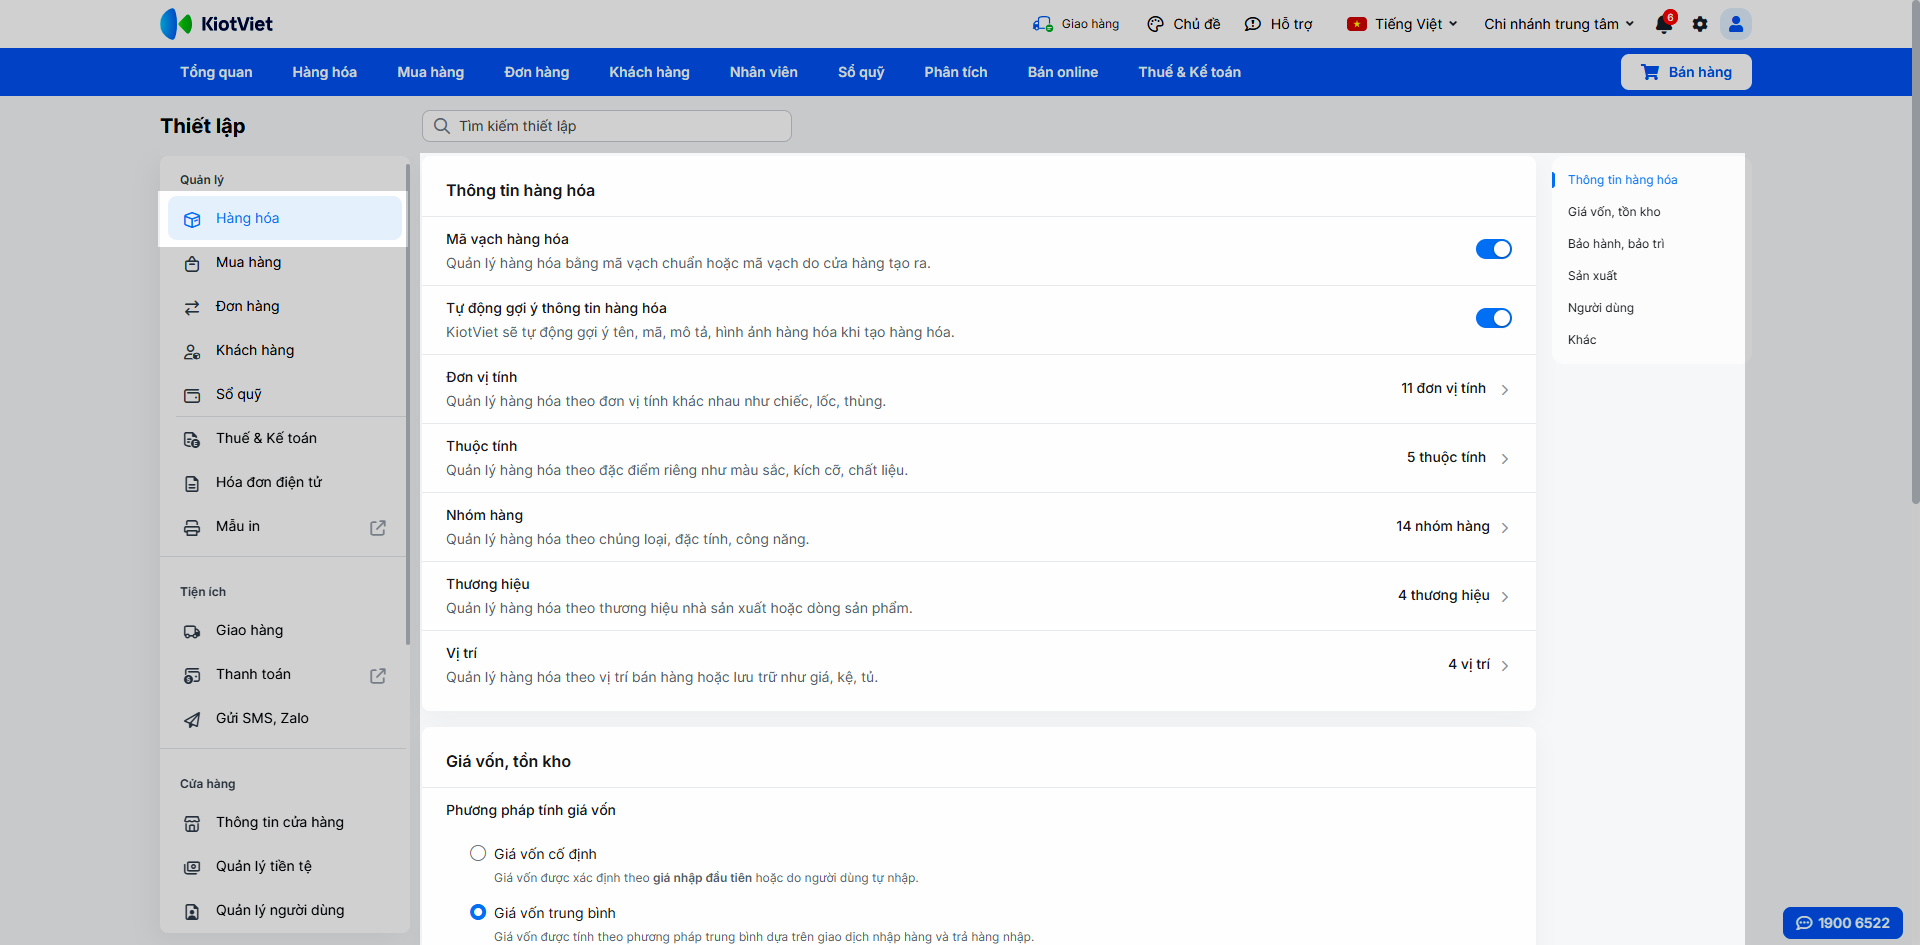 KiotViet
Giao hàng
Chủ đề
Hỗ trợ
Tiếng Việt
Chi nhánh trung tâm
6
Tổng quan
Hàng hóa
Mua hàng
Đơn hàng
Khách hàng
Nhân viên
Sổ quỹ
Phân tích
Bán online
Thuế & Kế toán
Bán hàng
Thiết lập
Tìm kiếm thiết lập
Quản lý
Hàng hóa
Mua hàng
Đơn hàng
Khách hàng
Sổ quỹ
Thuế & Kế toán
Hóa đơn điện tử
Mẫu in
Tiện ích
Giao hàng
Thanh toán
Gửi SMS, Zalo
Cửa hàng
Thông tin cửa hàng
Quản lý tiền tệ
Quản lý người dùng
Thông tin hàng hóa
Mã vạch hàng hóa
Quản lý hàng hóa bằng mã vạch chuẩn hoặc mã vạch do cửa hàng tạo ra.
Tự động gợi ý thông tin hàng hóa
KiotViet sẽ tự động gợi ý tên, mã, mô tả, hình ảnh hàng hóa khi tạo hàng hóa.
Đơn vị tính
Quản lý hàng hóa theo đơn vị tính khác nhau như chiếc, lốc, thùng.
11 đơn vị tính
Thuộc tính
Quản lý hàng hóa theo đặc điểm riêng như màu sắc, kích cỡ, chất liệu.
5 thuộc tính
Nhóm hàng
Quản lý hàng hóa theo chủng loại, đặc tính, công năng.
14 nhóm hàng
Thương hiệu
Quản lý hàng hóa theo thương hiệu nhà sản xuất hoặc dòng sản phẩm.
4 thương hiệu
Vị trí
Quản lý hàng hóa theo vị trí bán hàng hoặc lưu trữ như giá, kệ, tủ.
4 vị trí
Giá vốn, tồn kho
Phương pháp tính giá vốn
Giá vốn cố định
Giá vốn được xác định theo giá nhập đầu tiên hoặc do người dùng tự nhập.
Giá vốn trung bình
Giá vốn được tính theo phương pháp trung bình dựa trên giao dịch nhập hàng và trả hàng nhập.
Thông tin hàng hóa
Giá vốn, tồn kho
Bảo hành, bảo trì
Sản xuất
Người dùng
Khác
1900 6522